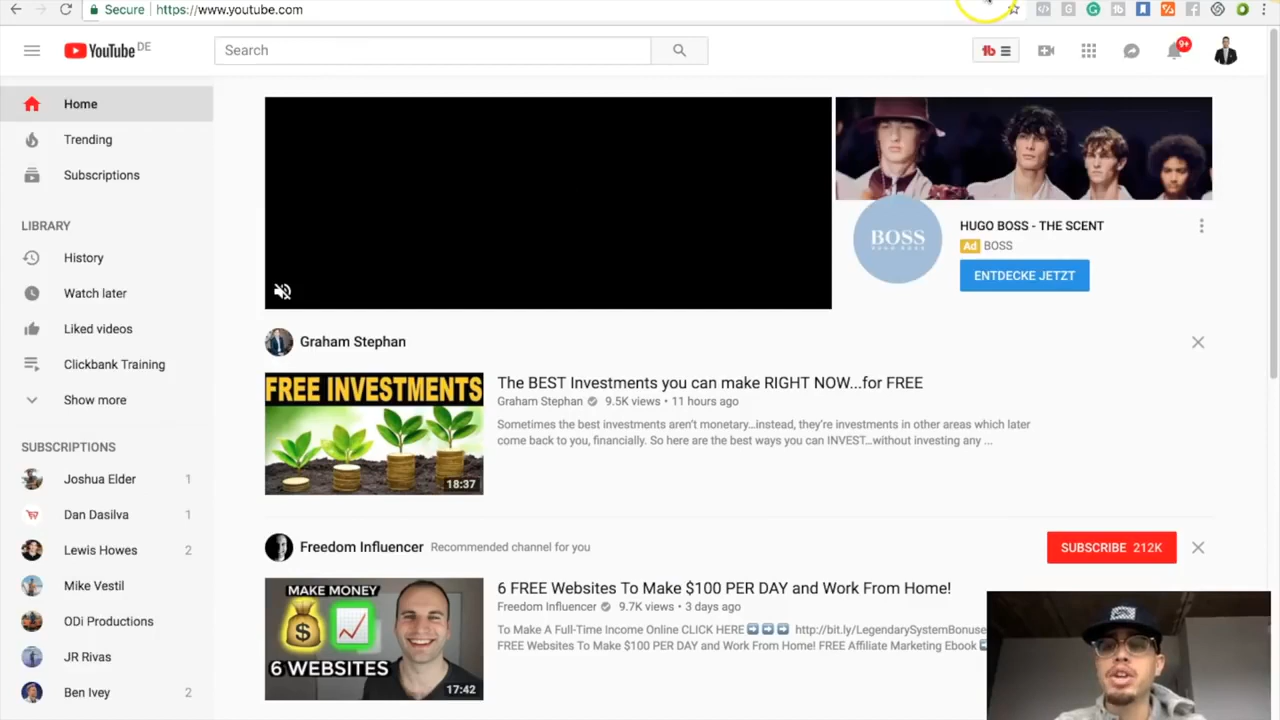 Secure https://www.youtube.com
YouTube DE
Search
tb
9+
Home
Trending
Subscriptions
LIBRARY
History
Watch later
Liked videos
Clickbank Training
Show more
SUBSCRIPTIONS
Joshua Elder 1
Dan Dasilva 1
Lewis Howes 2
Mike Vestil
ODi Productions
JR Rivas
Ben Ivey 2
BOSS
HUGO BOSS
HUGO BOSS - THE SCENT
Ad BOSS
ENTDECKE JETZT
Graham Stephan
FREE INVESTMENTS
18:37
The BEST Investments you can make RIGHT NOW...for FREE
Graham Stephan 9.5K views • 11 hours ago
Sometimes the best investments aren't monetary...instead, they're investments in other areas which later
come back to you, financially. So here are the best ways you can INVEST...without investing any ...
Freedom Influencer Recommended channel for you
SUBSCRIBE 212K
MAKE MONEY
$
6 WEBSITES
17:42
6 FREE Websites To Make $100 PER DAY and Work From Home!
Freedom Influencer 9.7K views • 3 days ago
To Make A Full-Time Income Online CLICK HERE ➡➡➡ http://bit.ly/LegendarySystemBonuse
FREE Websites To Make $100 PER DAY and Work From Home! FREE Affiliate Marketing Ebook